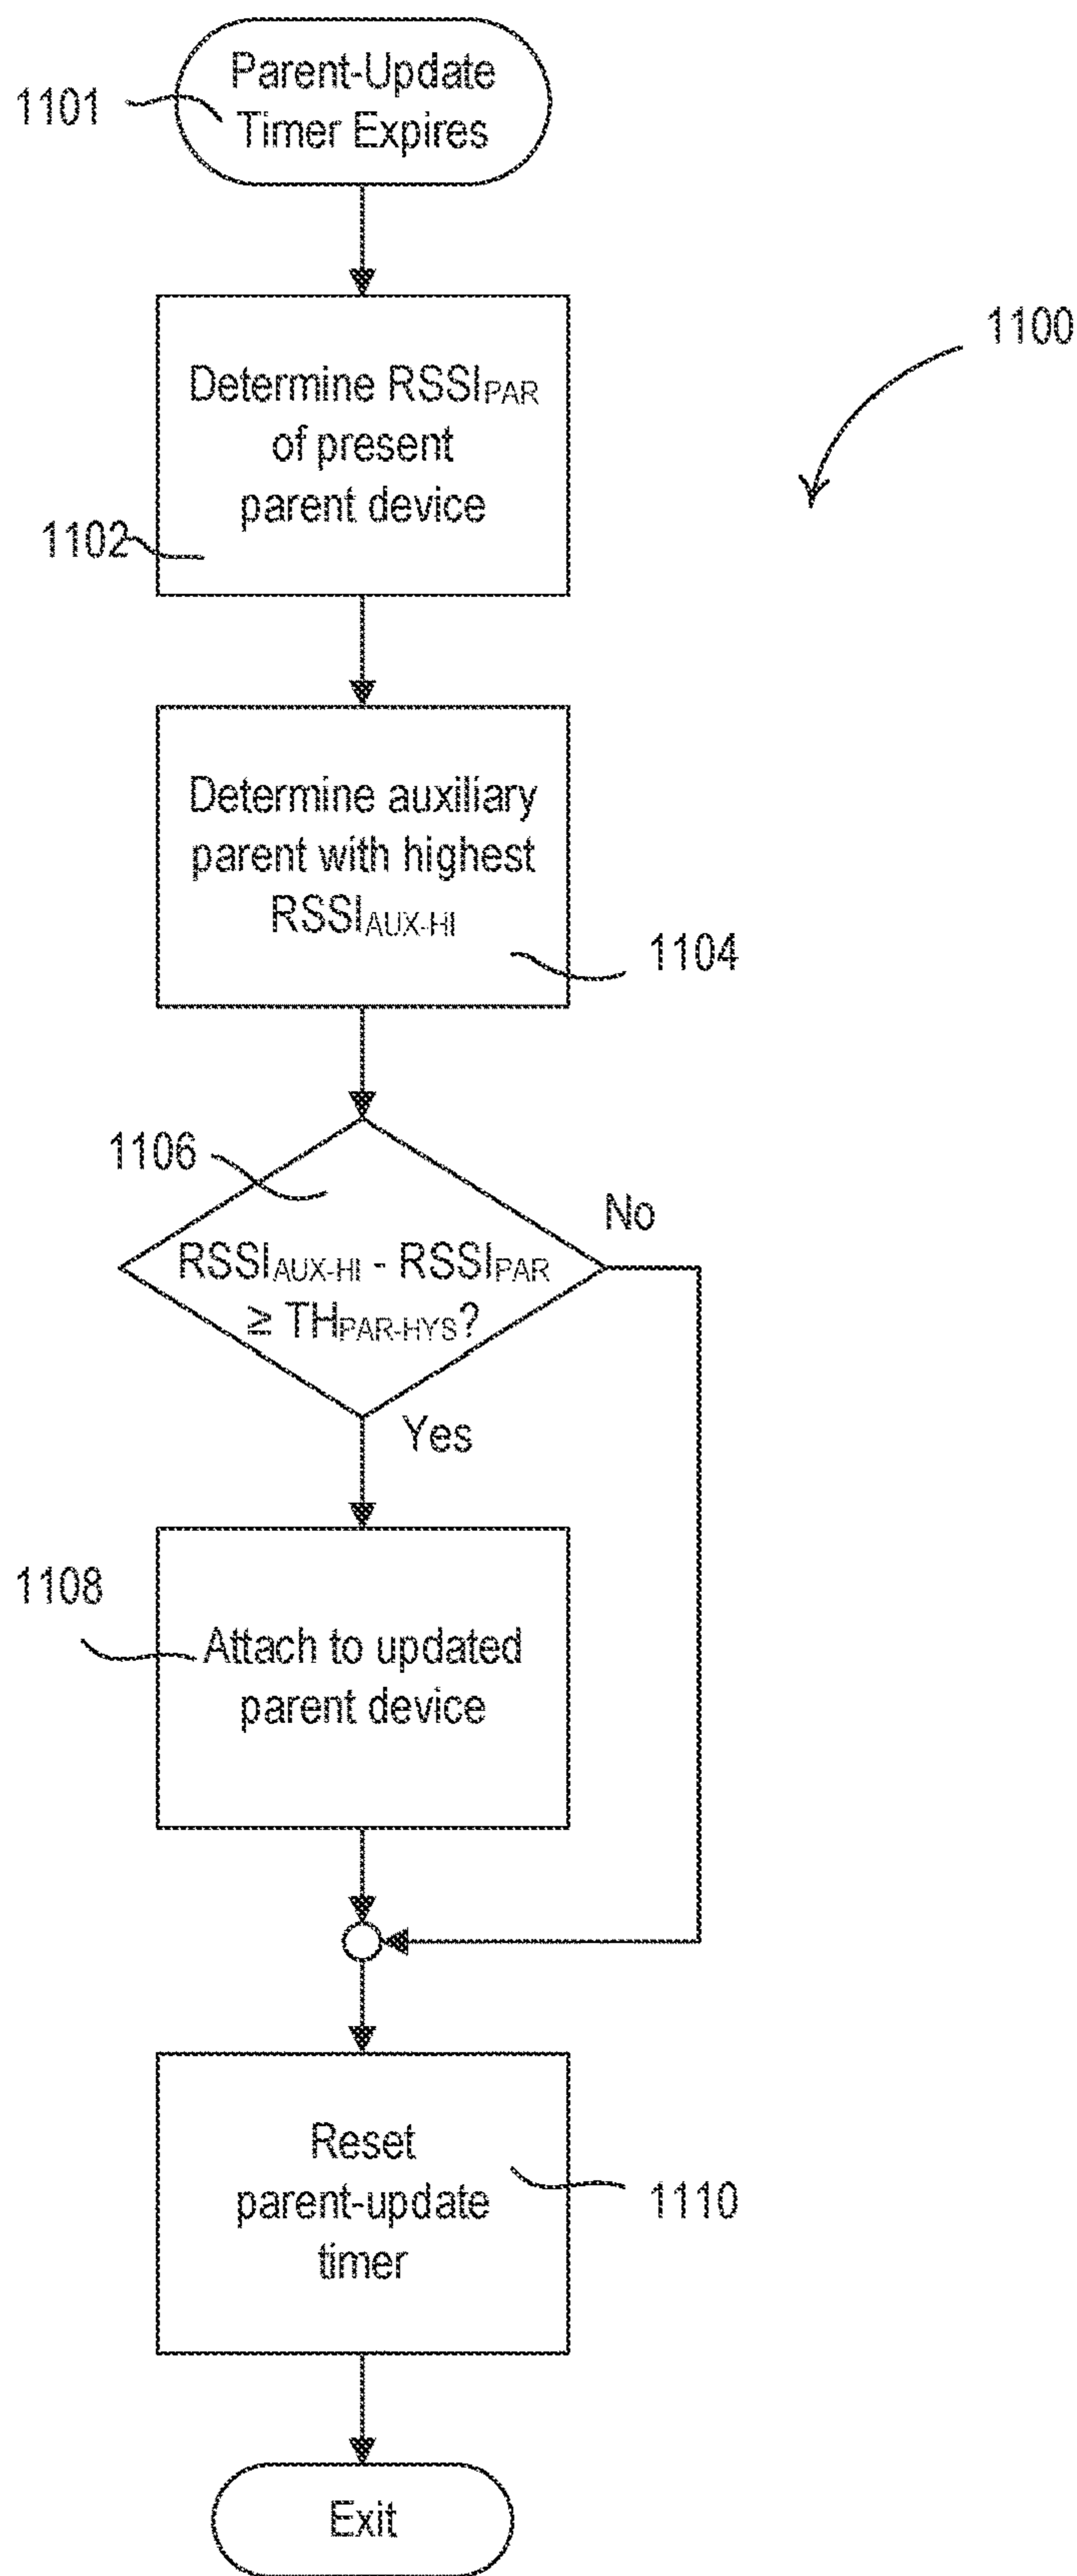 Parent-Update
Timer Expires
1101
1100
Determine RSSIPAR
of present
parent device
1102
Determine auxiliary
parent with highest
RSSIAUX-HI
1104
1106
No
RSSIAUX-HI - RSSIPAR
≥ THPAR-HYS?
Yes
1108
Attach to updated
parent device
Reset
parent-update
timer
1110
Exit